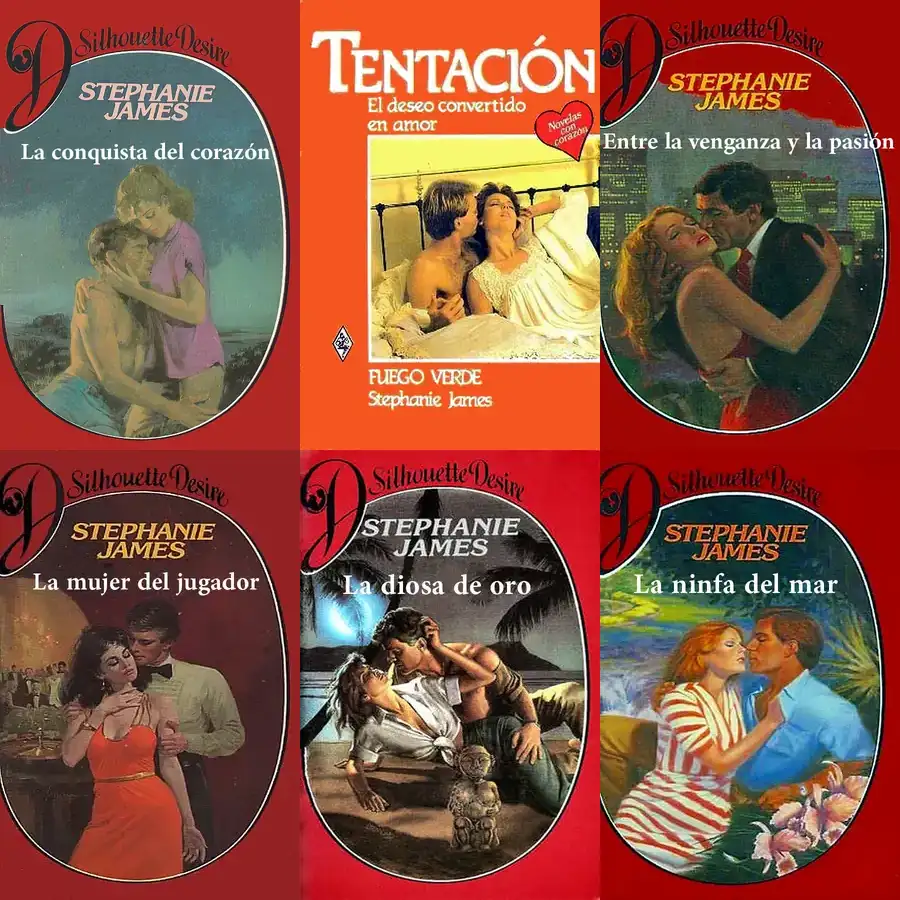 Silhouette Desire
STEPHANIE
JAMES
La conquista del corazón
TENTACIÓN
El deseo convertido
en amor
Novelas
con
corazón
FUEGO VERDE
Stephanie James
Silhouette Desire
STEPHANIE
JAMES
Entre la venganza y la pasión
Silhouette Desire
STEPHANIE
JAMES
La mujer del jugador
Silhouette Desire
STEPHANIE
JAMES
La diosa de oro
Silhouette Desire
STEPHANIE
JAMES
La ninfa del mar